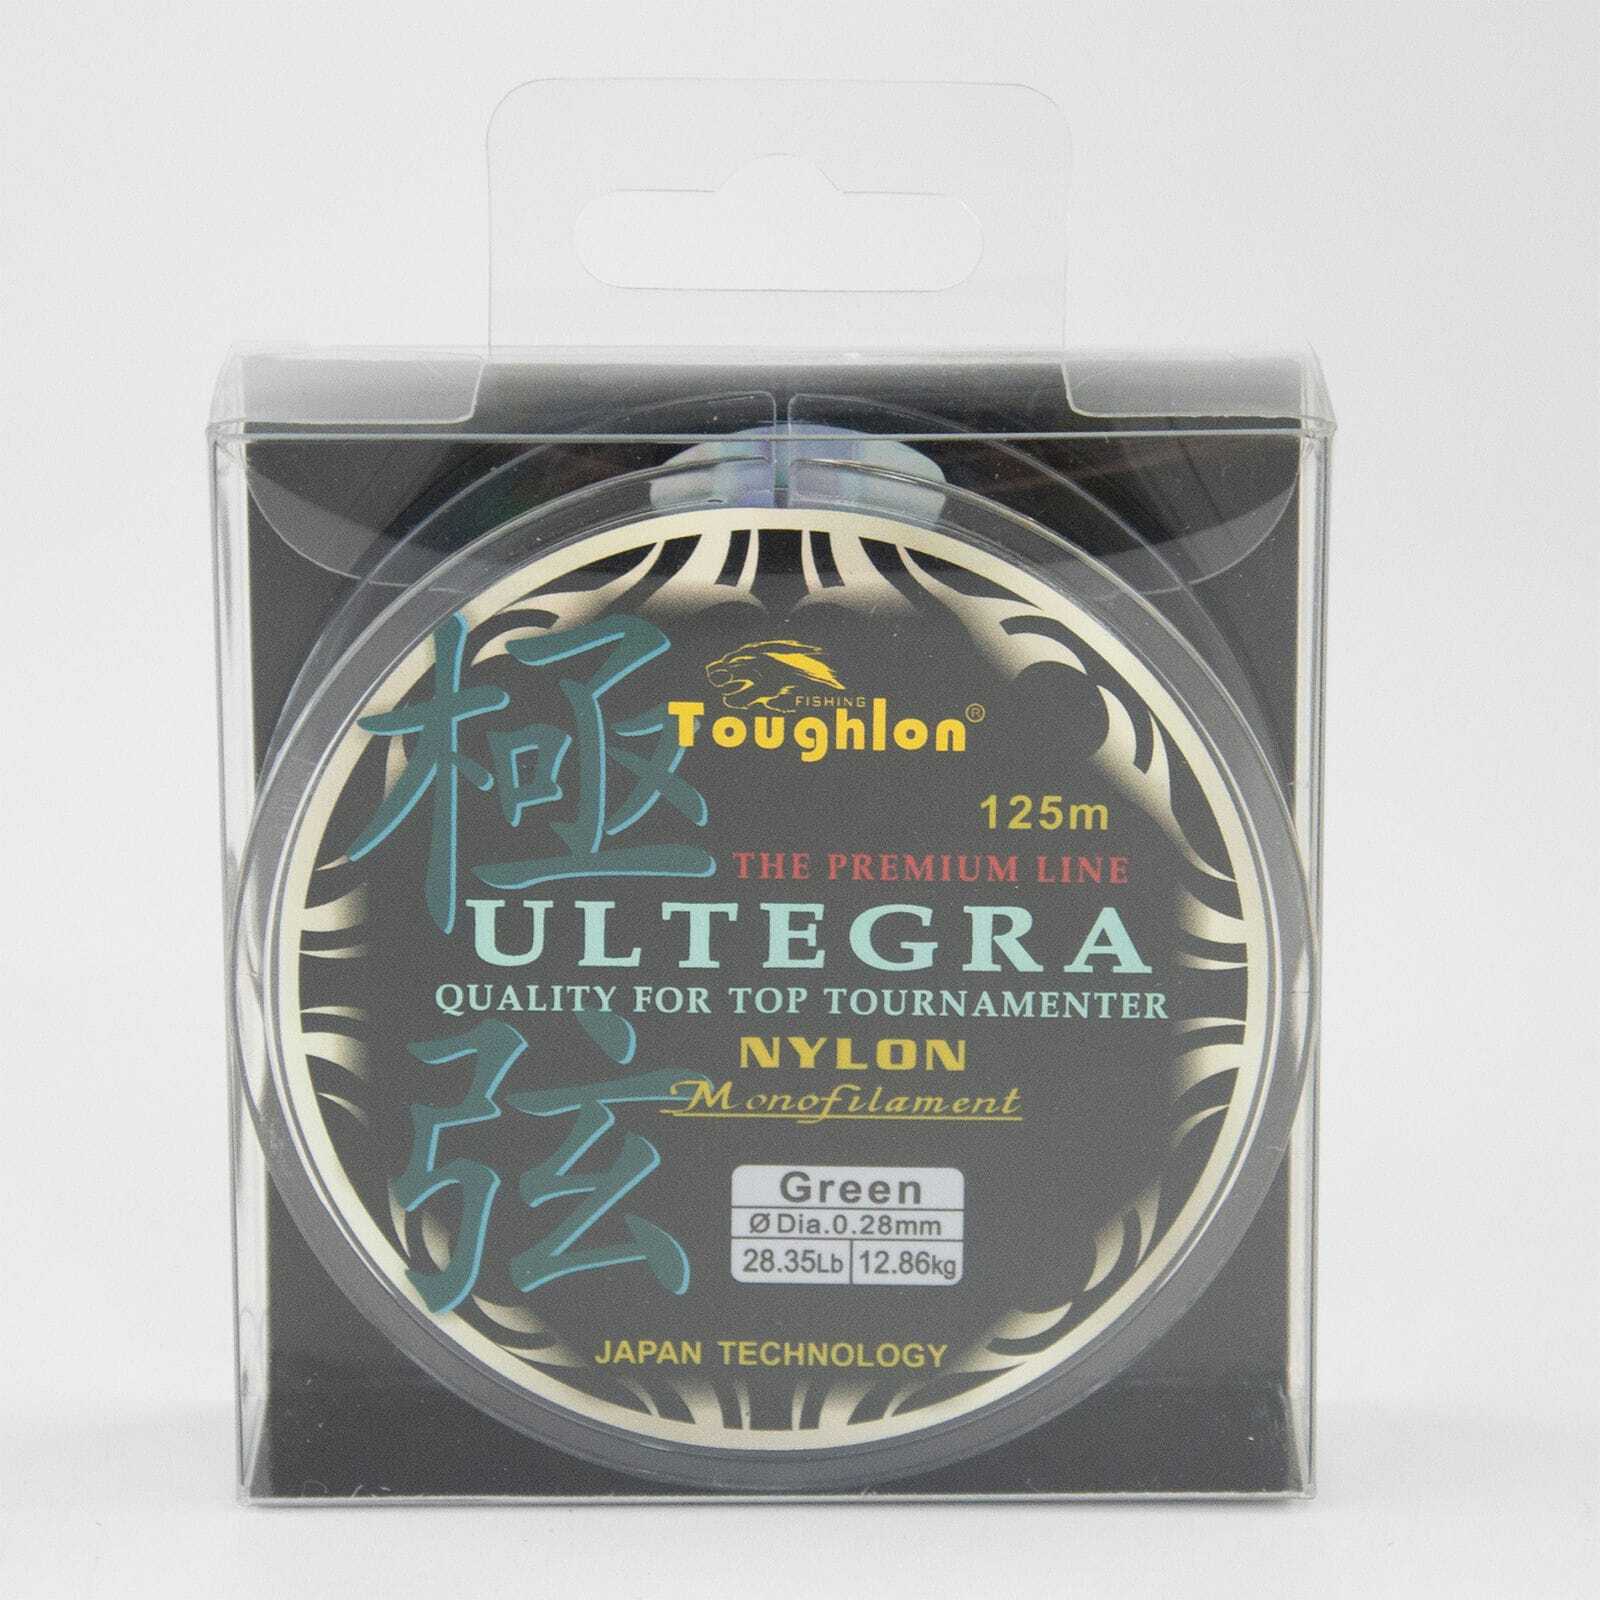 極弦
FISHING
Toughlon®
125m
THE PREMIUM LINE
ULTEGRA
QUALITY FOR TOP TOURNAMENTER
NYLON
Monofilament
Green
Ø Dia.0.28mm
28.35Lb 12.86kg
JAPAN TECHNOLOGY